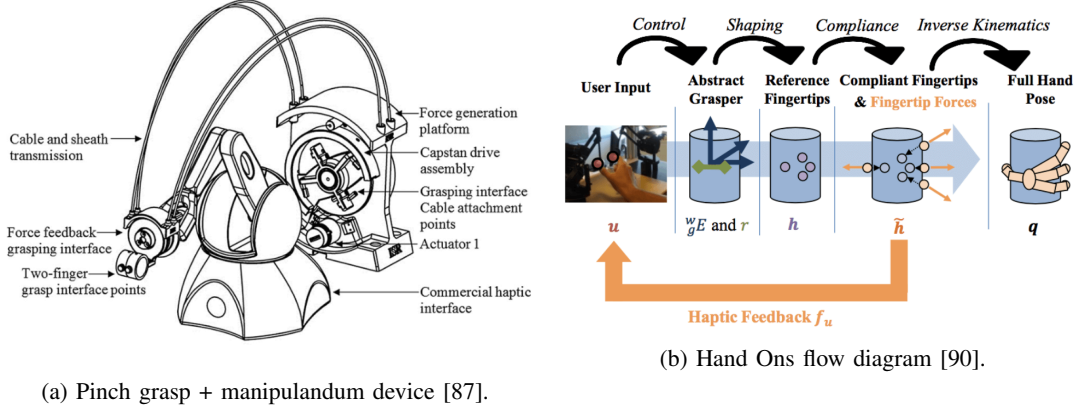 Cable and sheath
transmission
Force feedback
grasping interface
Two-finger
grasp interface points
Force generation
platform
Capstan drive
assembly
Grasping interface
Cable attachment
points
Actuator 1
Commercial haptic
interface
(a) Pinch grasp + manipulandum device [87].
Control Shaping Compliance Inverse Kinematics
User Input
Abstract
Grasper
Reference
Fingertips
Compliant Fingertips
& Fingertip Forces
Full Hand
Pose
u
w g E and r
h
h̃
q
Haptic Feedback f_u
(b) Hand Ons flow diagram [90].